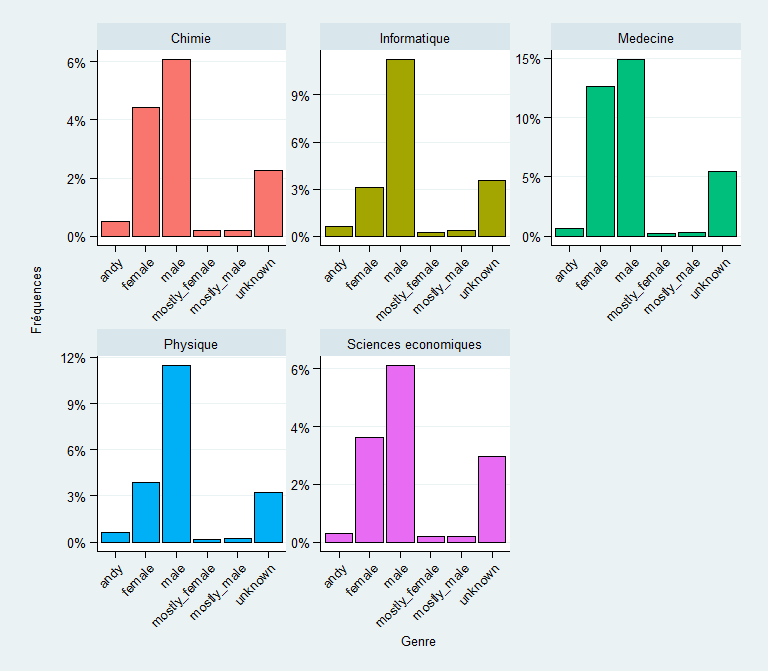 Chimie
6%
4%
2%
0%
andy
female
male
mostly_female
mostly_male
unknown
Informatique
9%
6%
3%
0%
andy
female
male
mostly_female
mostly_male
unknown
Medecine
15%
10%
5%
0%
andy
female
male
mostly_female
mostly_male
unknown
Fréquences
Physique
12%
9%
6%
3%
0%
andy
female
male
mostly_female
mostly_male
unknown
Sciences economiques
6%
4%
2%
0%
andy
female
male
mostly_female
mostly_male
unknown
Genre